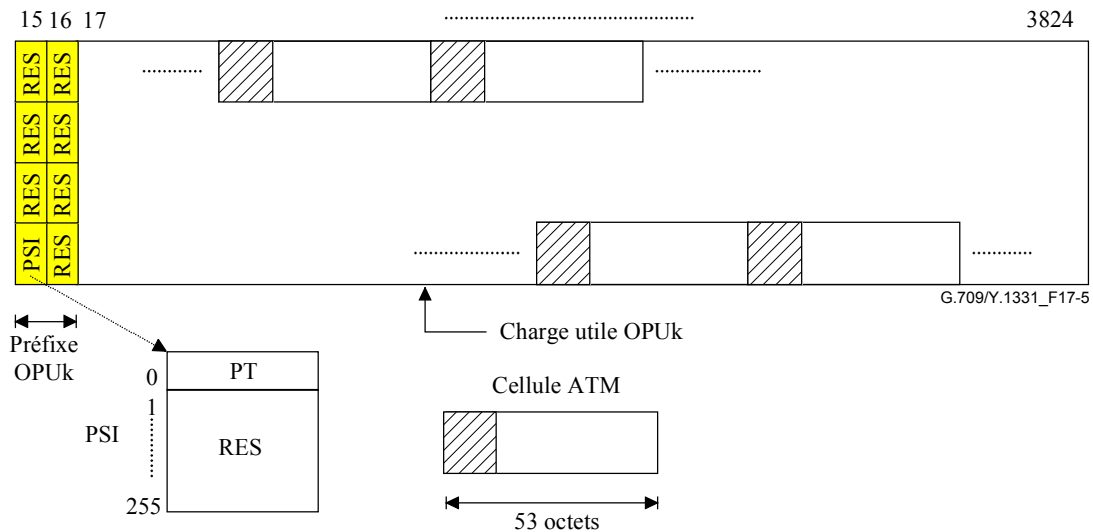 15 16 17 3824
RES RES
RES RES
RES RES
PSI RES
G.709/Y.1331_F17-5
Préfixe
OPUk
Charge utile OPUk
0 PT
1
PSI
RES
255
Cellule ATM
53 octets